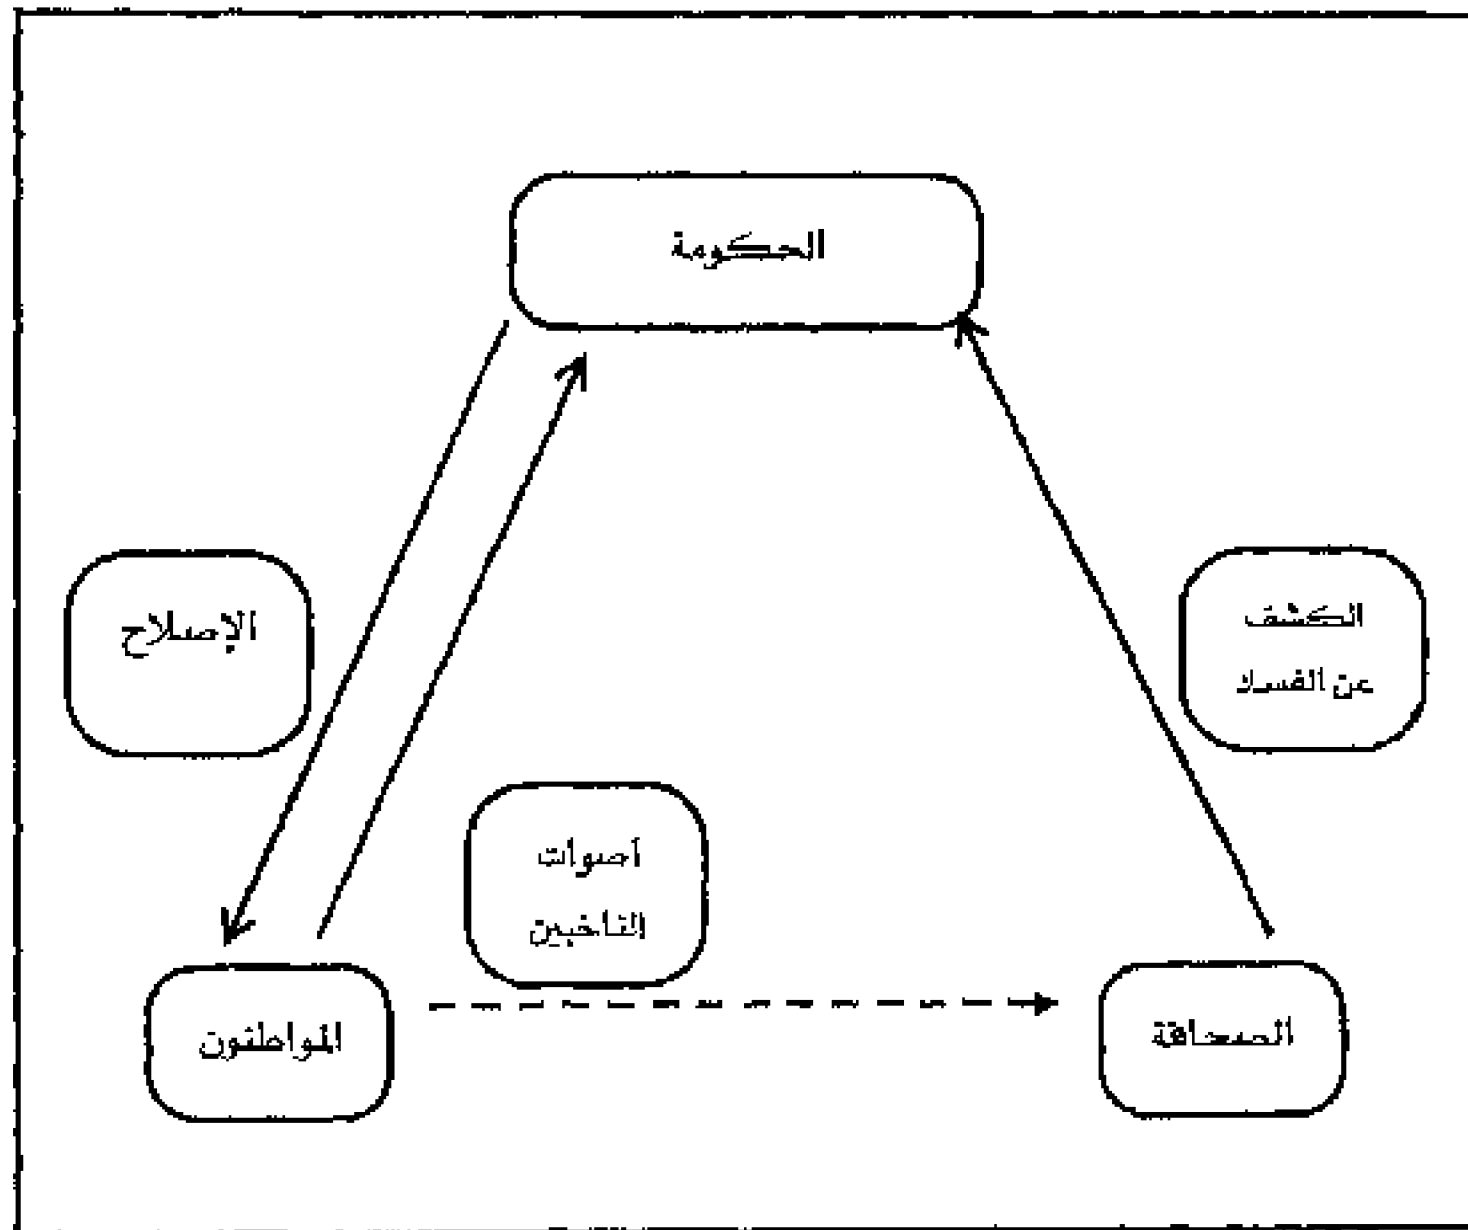 الحكومة
الإصلاح
الكشف
عن الفساد
أصوات
الناخبين
المواطنون
الصحافة